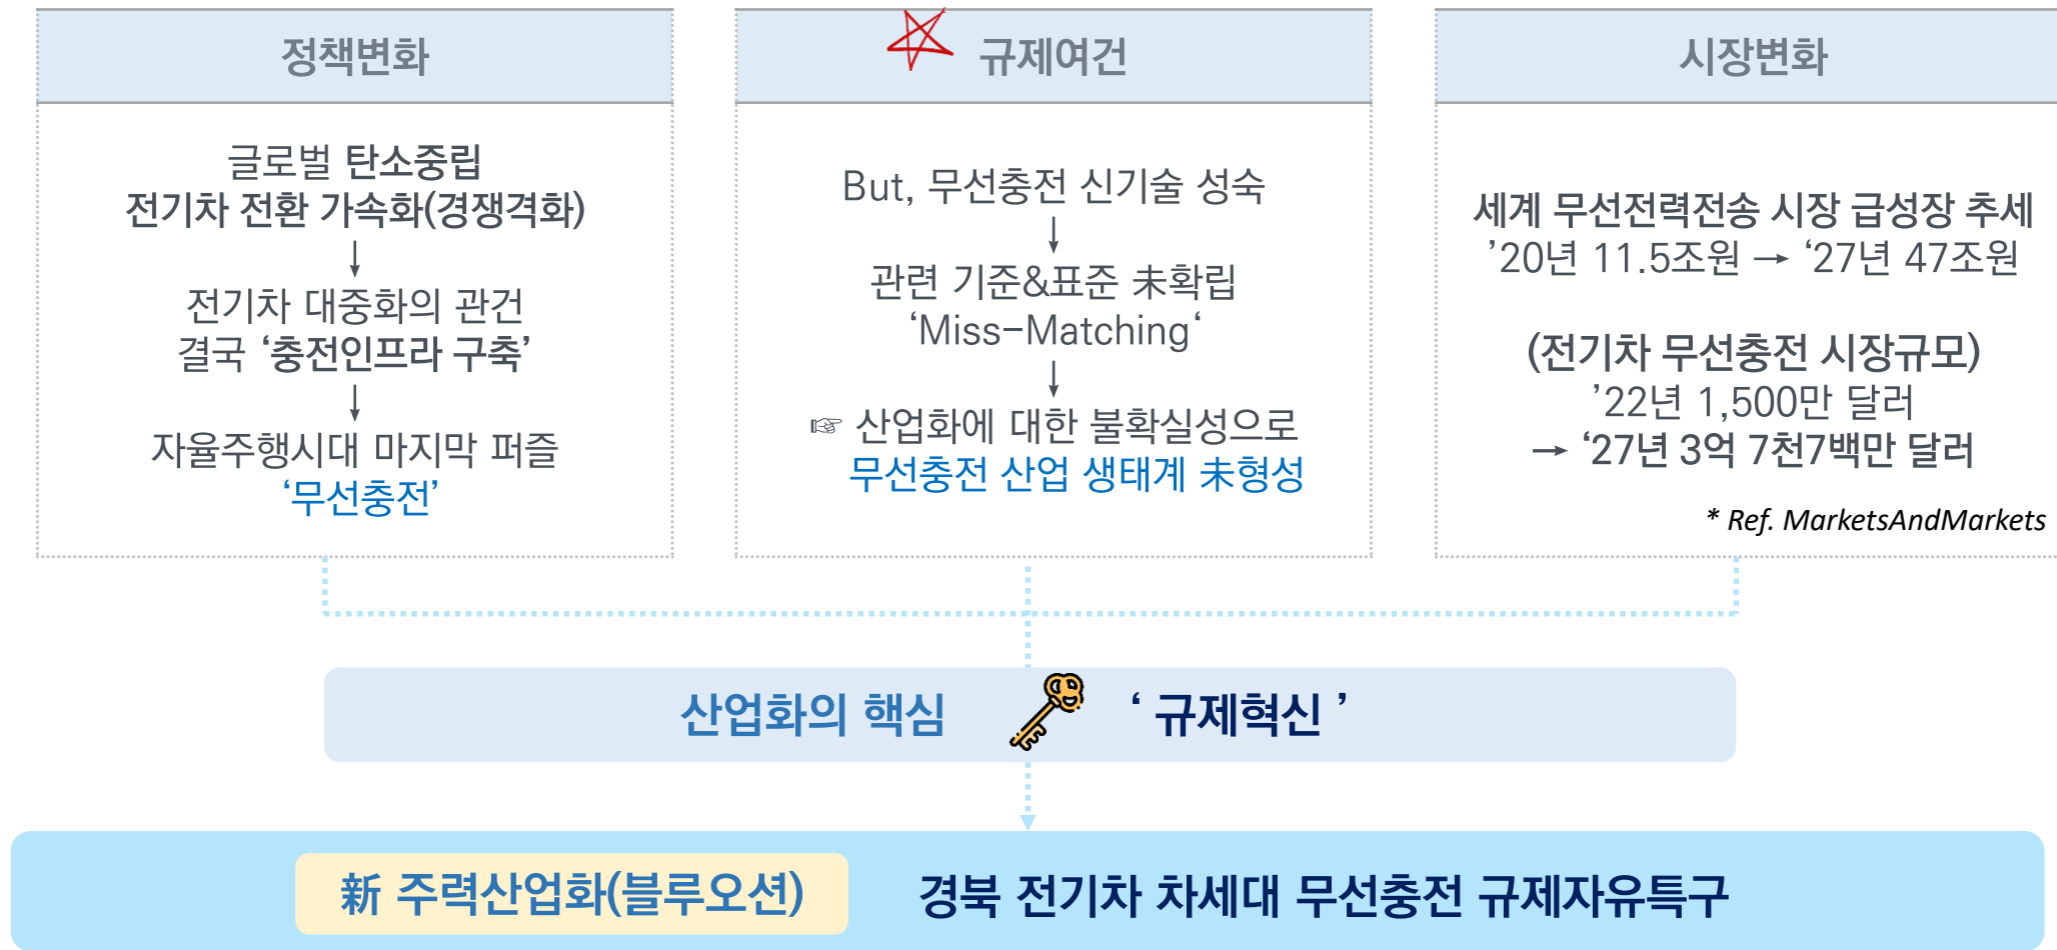 정책변화
글로벌 탄소중립
전기차 전환 가속화(경쟁격화)
↓
전기차 대중화의 관건
결국 ‘충전인프라 구축’
↓
자율주행시대 마지막 퍼즐
‘무선충전’
규제여건
But, 무선충전 신기술 성숙
↓
관련 기준&표준 未확립
‘Miss-Matching‘
↓
☞ 산업화에 대한 불확실성으로
무선충전 산업 생태계 未형성
시장변화
세계 무선전력전송 시장 급성장 추세
’20년 11.5조원 → ‘27년 47조원
(전기차 무선충전 시장규모)
’22년 1,500만 달러
→ ‘27년 3억 7천7백만 달러
* Ref. MarketsAndMarkets
산업화의 핵심 ‘ 규제혁신 ’
新 주력산업화(블루오션) 경북 전기차 차세대 무선충전 규제자유특구